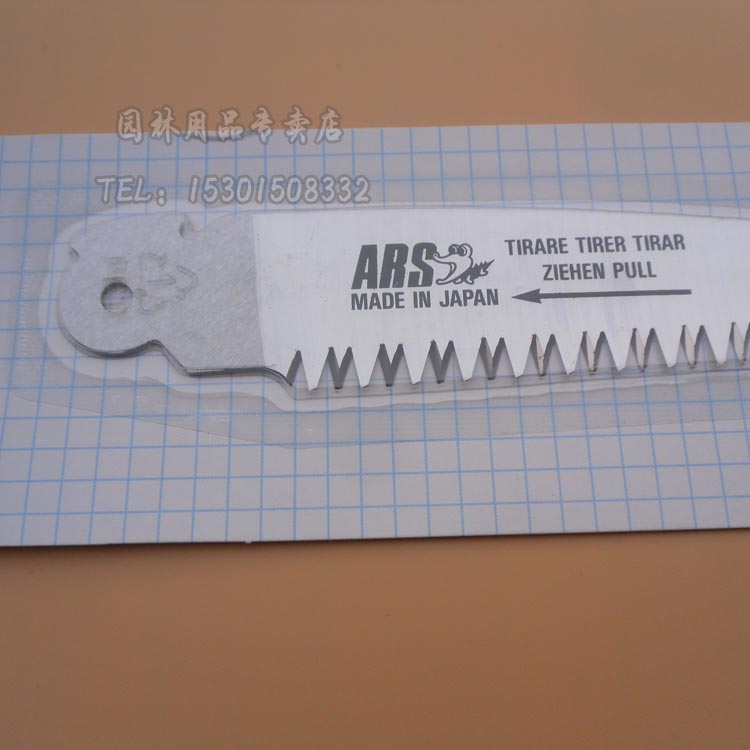 园林用品专卖店
TEL：15301508332
ARS
MADE IN JAPAN
TIRARE TIRER TIRAR
ZIEHEN PULL